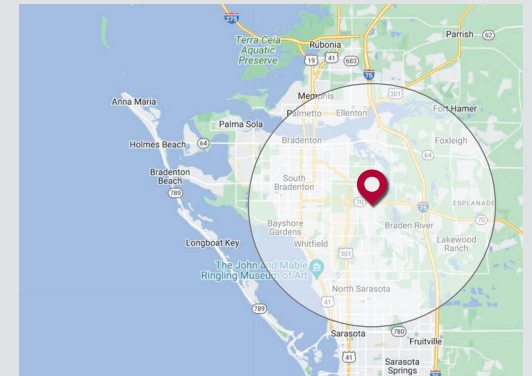 275
Terra Ceia
Aquatic
Preserve
Rubonia
Parrish
62
19
41
683
75
Anna Maria
Memphis
301
Palmetto
Ellenton
Fort Hamer
Palma Sola
Holmes Beach
64
Bradenton
Foxleigh
64
Bradenton
Beach
789
South
Bradenton
70
75
ESPLANADE
70
Bayshore
Gardens
Braden River
Longboat Key
Whitfield
301
Lakewood
Ranch
The John and Mable
Ringling Museum of Art
North Sarasota
41
789
Sarasota
780
Fruitville
41
Sarasota
Springs
75